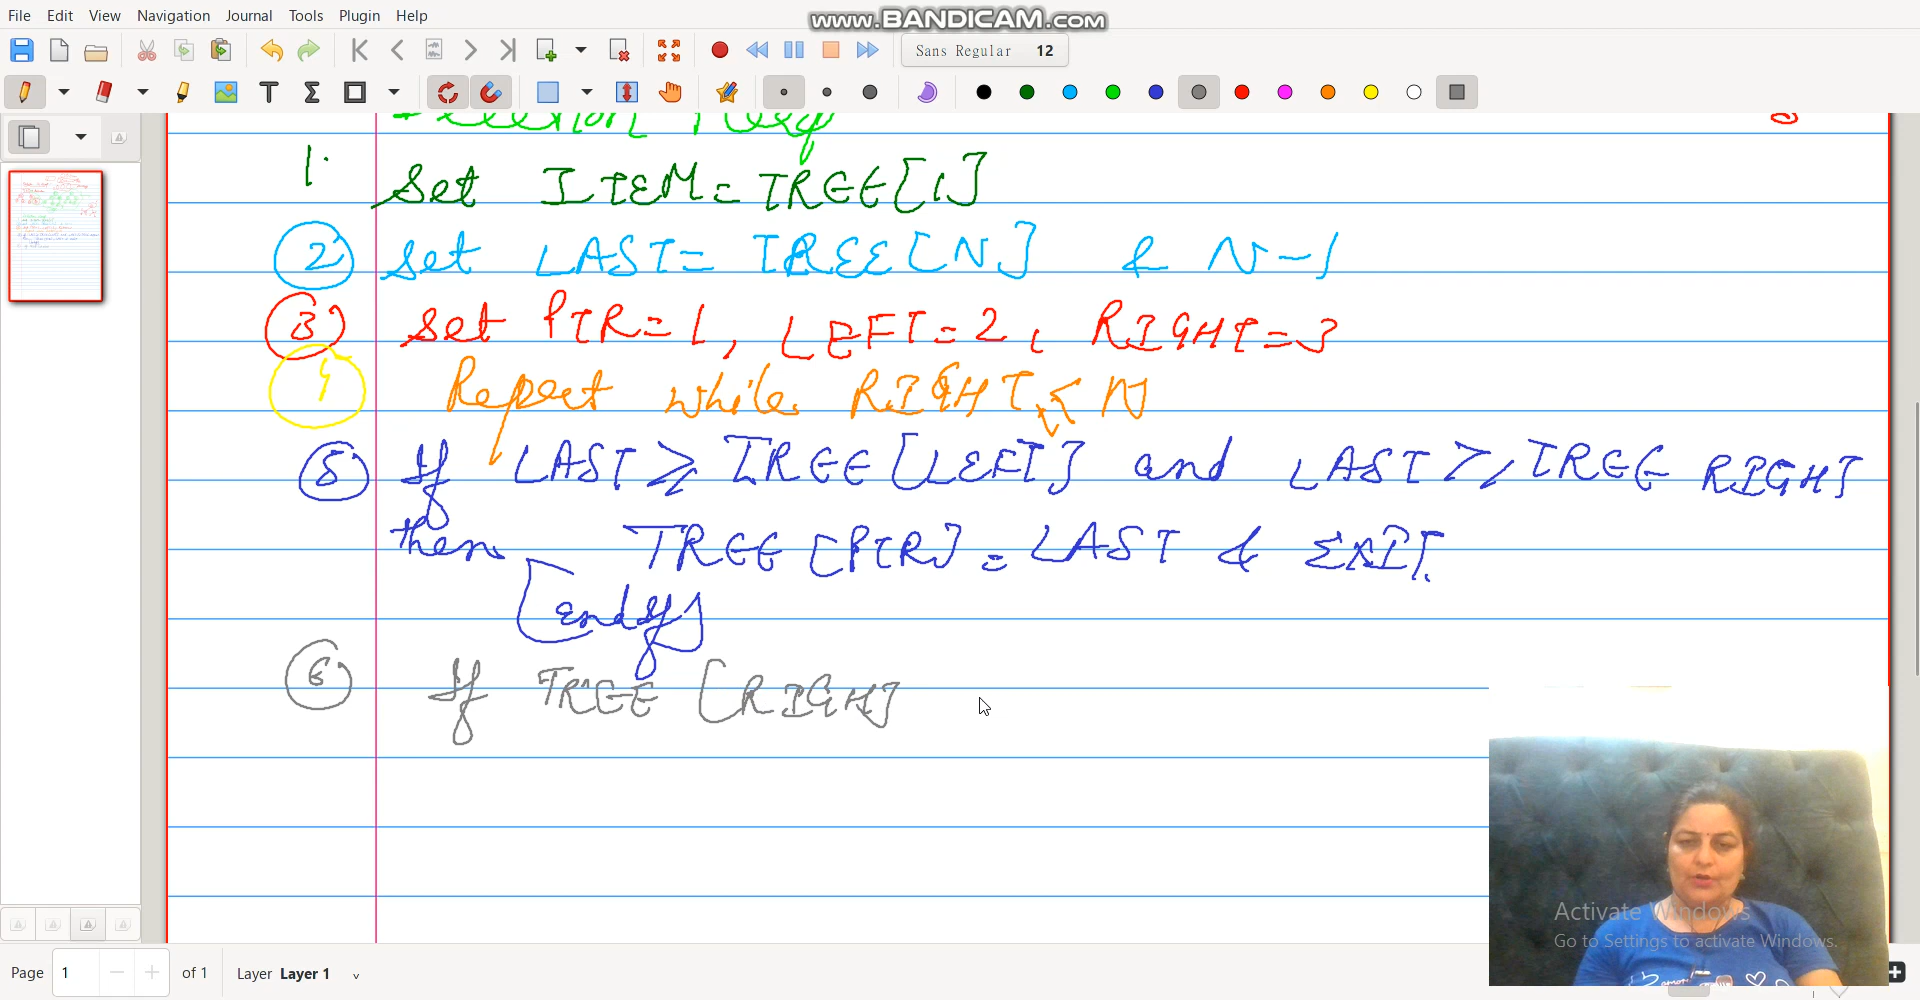 File Edit View Navigation Journal Tools Plugin Help
www.BANDICAM.com
Sans Regular 12
Deletion Heap
1. Set ITEM = TREE[1]
2) Set LAST = TREE[N] & N-1
3) Set PTR = 1, LEFT = 2, RIGHT = 3
4 Repeat while RIGHT ≤ N
5) If LAST ≥ TREE[LEFT] and LAST ≥ TREE RIGHT]
then TREE[PTR] = LAST & EXIT.
[endif]
6 If TREE [RIGH]
Activate Windows
Go to Settings to activate Windows.
Page 1 of 1 Layer Layer 1